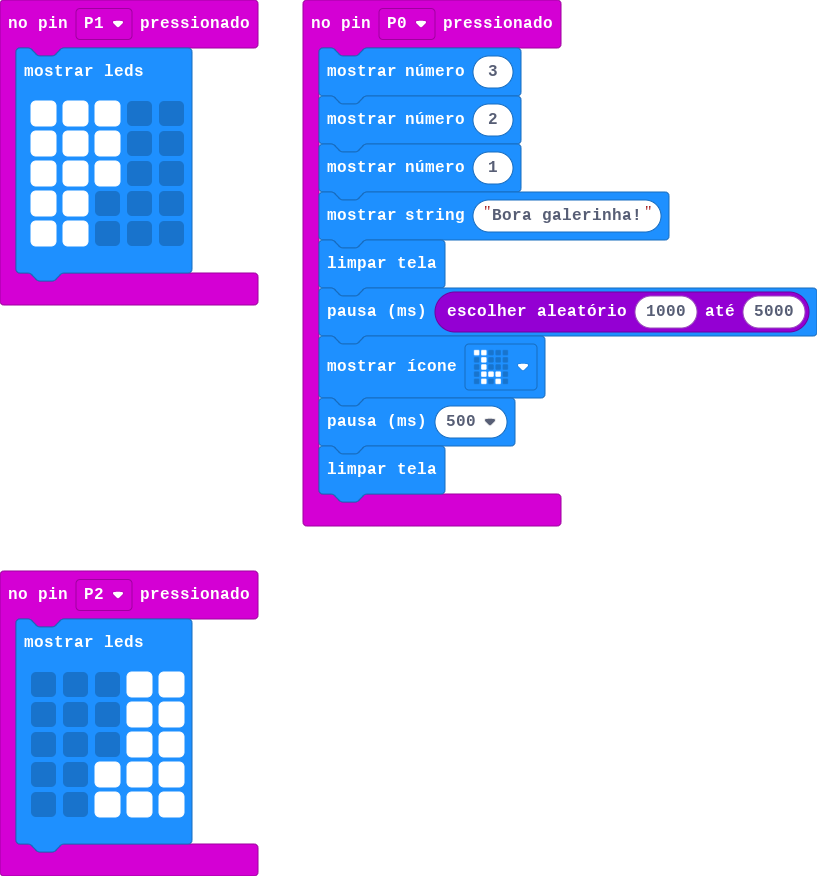 no pin P1 pressionado
mostrar leds
no pin P0 pressionado
mostrar número 3
mostrar número 2
mostrar número 1
mostrar string "Bora galerinha!"
limpar tela
pausa (ms) escolher aleatório 1000 até 5000
mostrar ícone
pausa (ms) 500
limpar tela
no pin P2 pressionado
mostrar leds